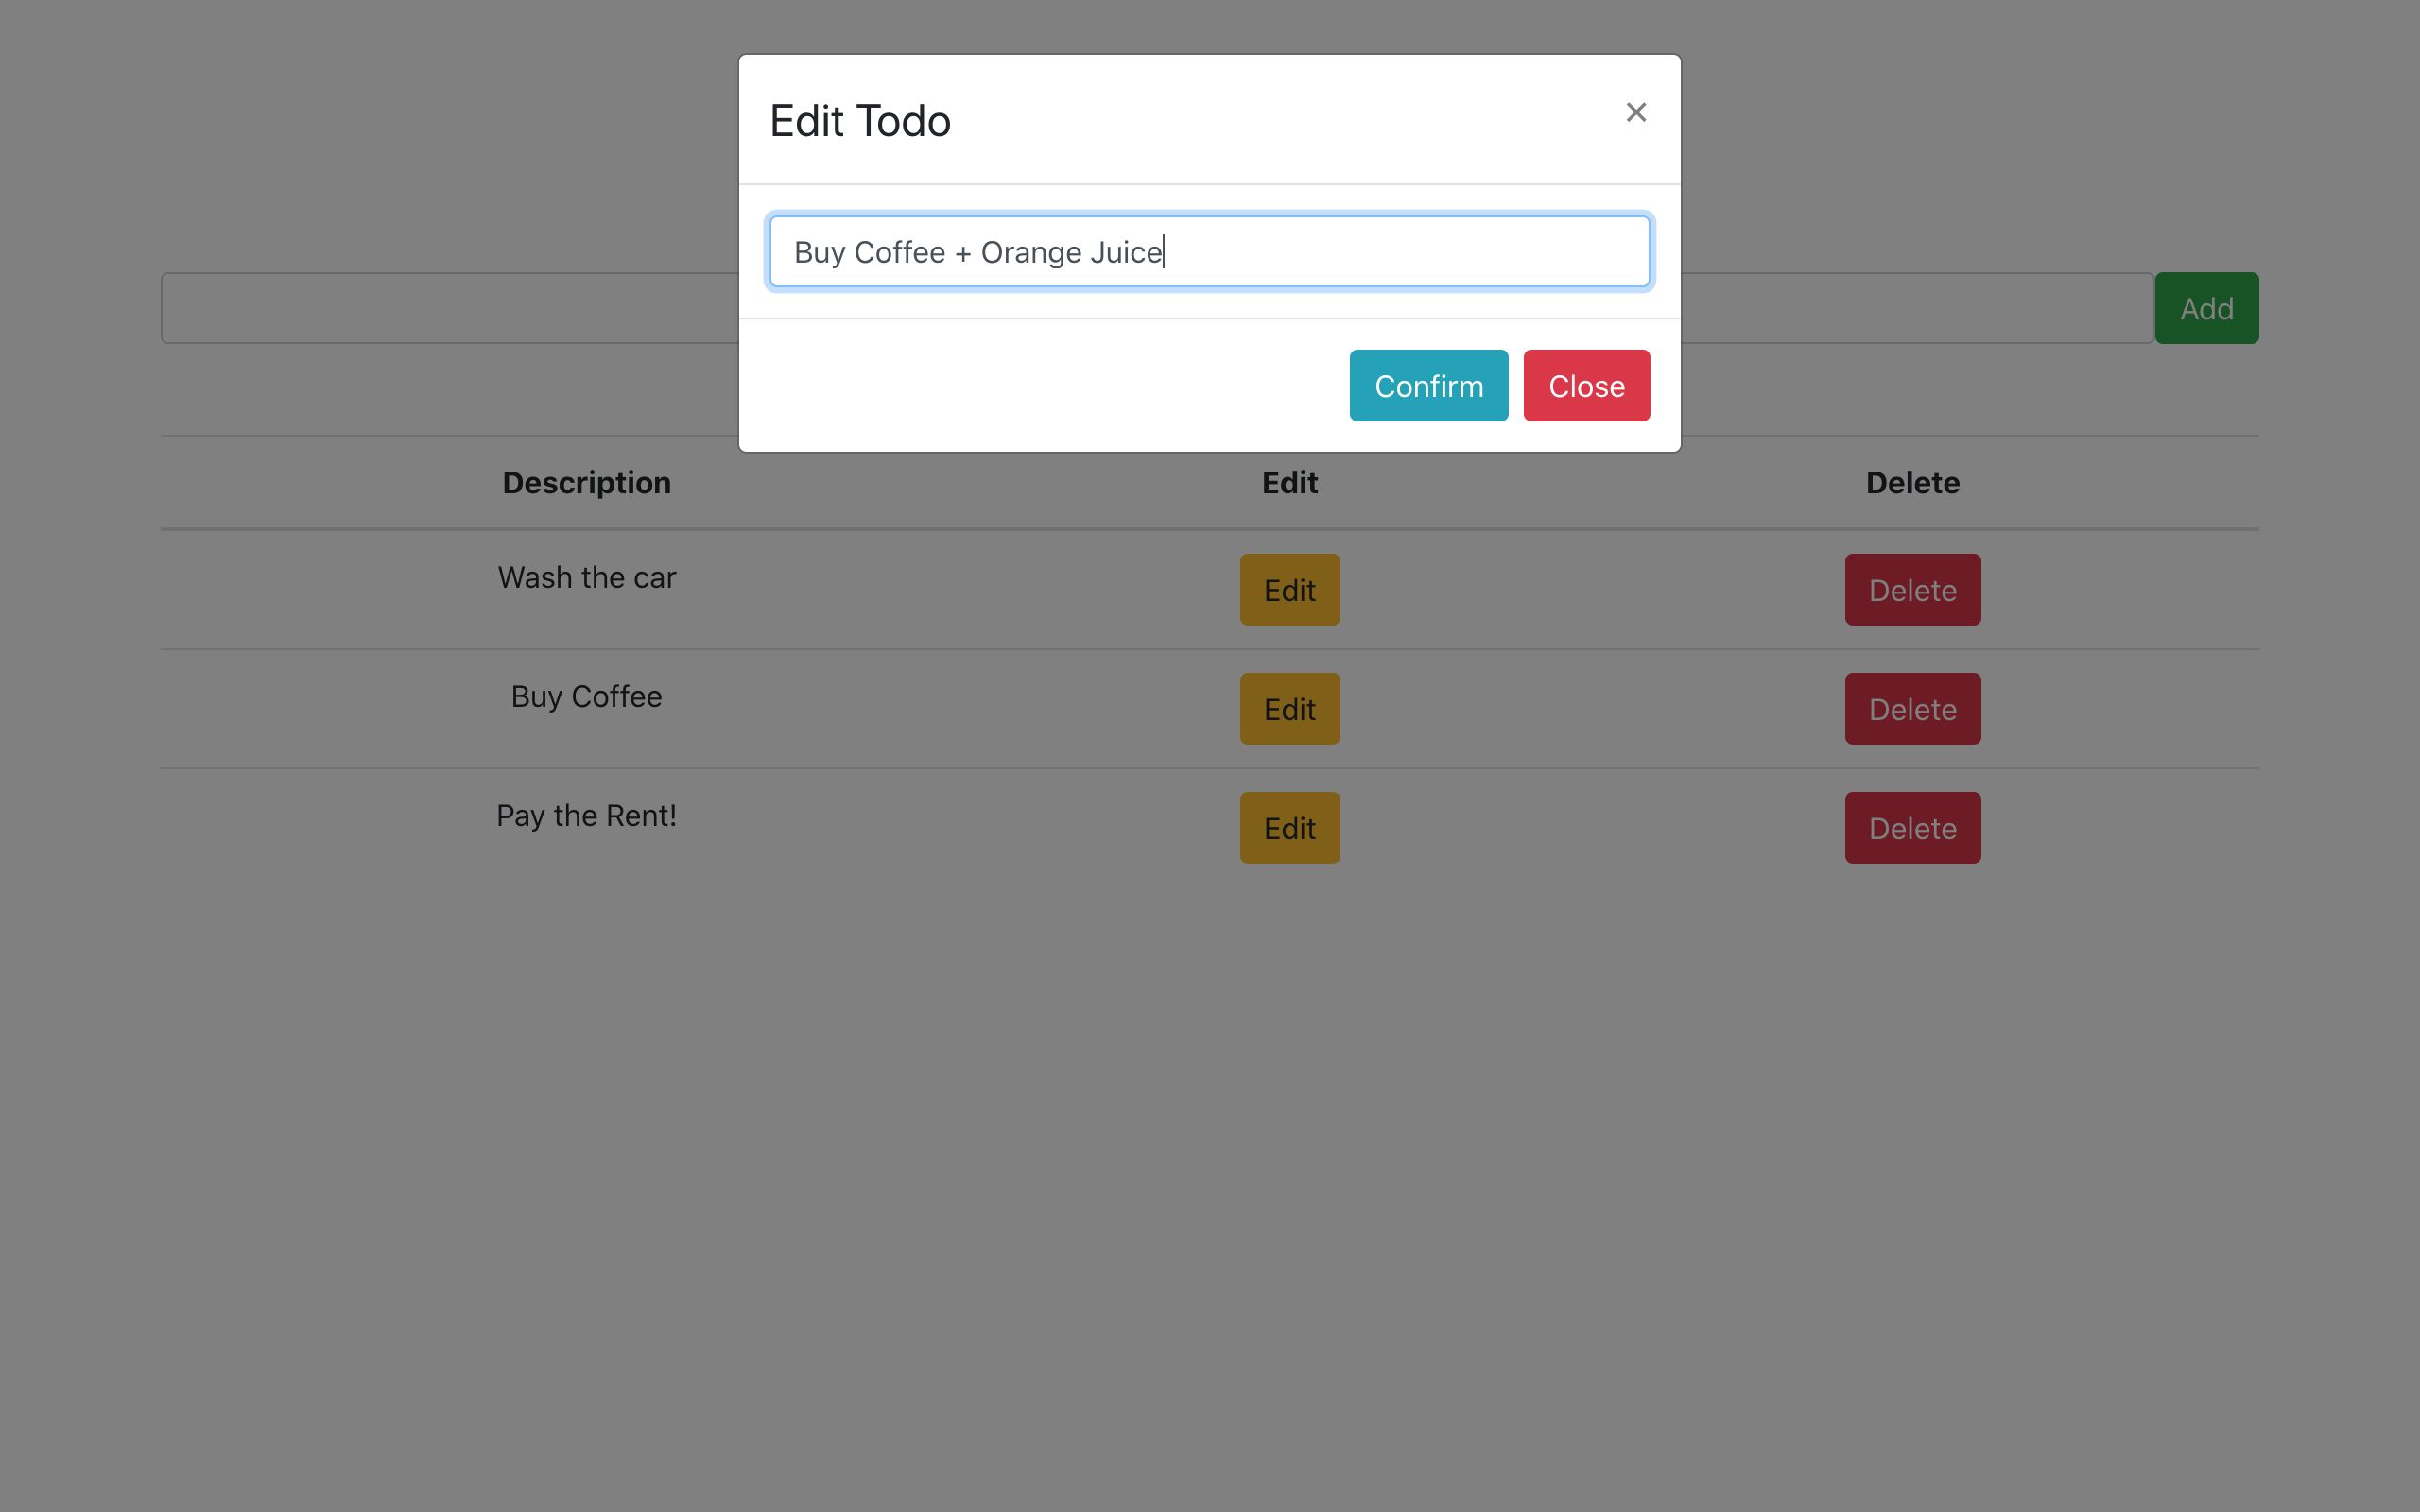 Edit Todo ×
Buy Coffee + Orange Juice
Add
Confirm Close
Description Edit Delete
Wash the car Edit Delete
Buy Coffee Edit Delete
Pay the Rent! Edit Delete